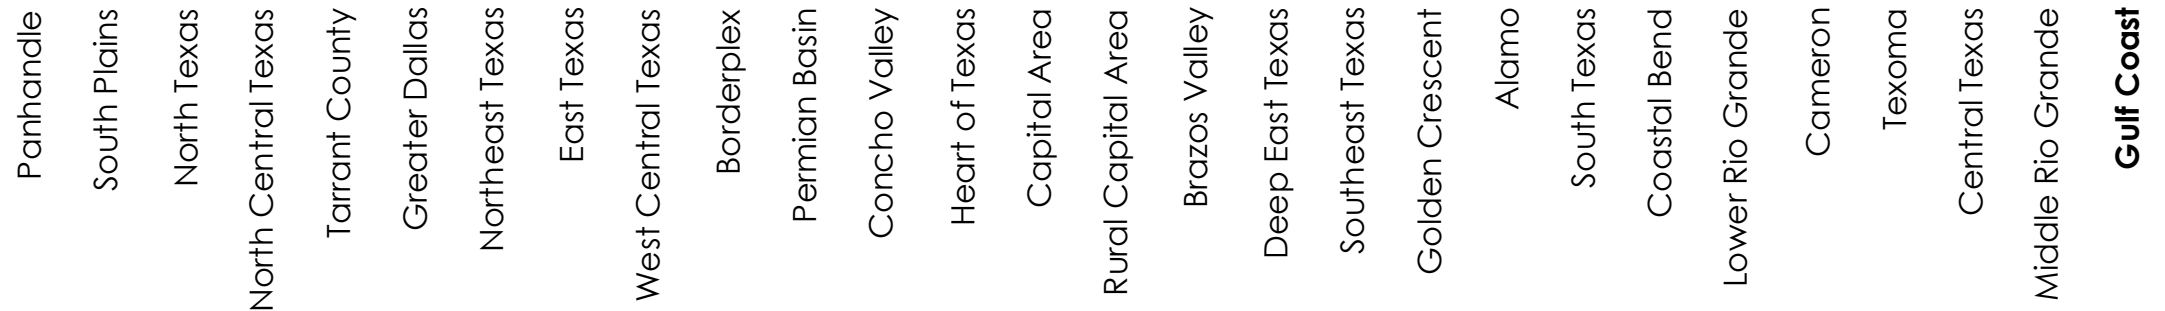 Panhandle
South Plains
North Texas
North Central Texas
Tarrant County
Greater Dallas
Northeast Texas
East Texas
West Central Texas
Borderplex
Permian Basin
Concho Valley
Heart of Texas
Capital Area
Rural Capital Area
Brazos Valley
Deep East Texas
Southeast Texas
Golden Crescent
Alamo
South Texas
Coastal Bend
Lower Rio Grande
Cameron
Texoma
Central Texas
Middle Rio Grande
Gulf Coast